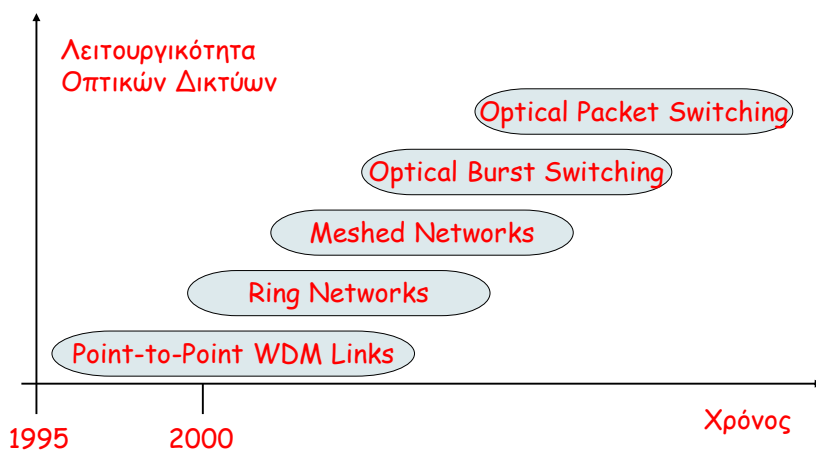 Λειτουργικότητα
Οπτικών Δικτύων
Optical Packet Switching
Optical Burst Switching
Meshed Networks
Ring Networks
Point-to-Point WDM Links
Χρόνος
1995
2000